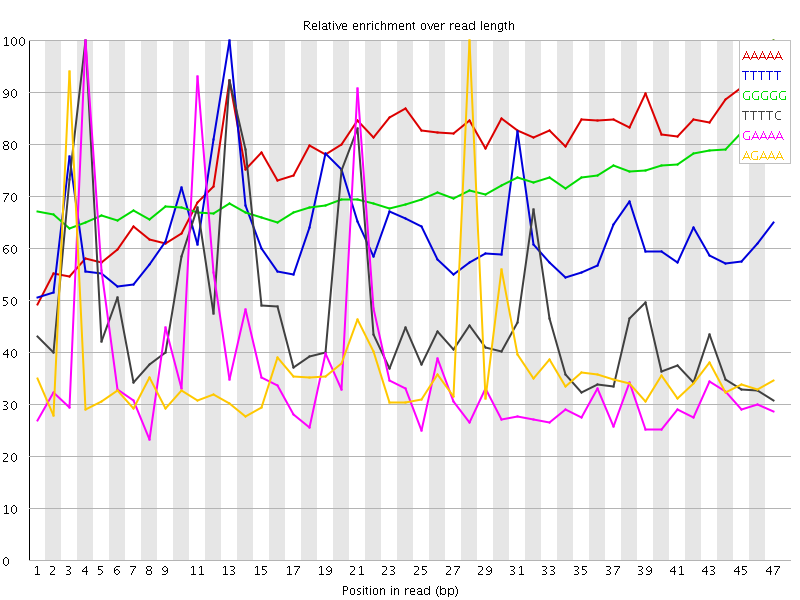 Relative enrichment over read length
100
90
80
70
60
50
40
30
20
10
0
AAAAA
TTTTT
GGGGG
TTTTC
GAAAA
AGAAA
1 2 3 4 5 6 7 8 9 11 13 15 17 19 21 23 25 27 29 31 33 35 37 39 41 43 45 47
Position in read (bp)